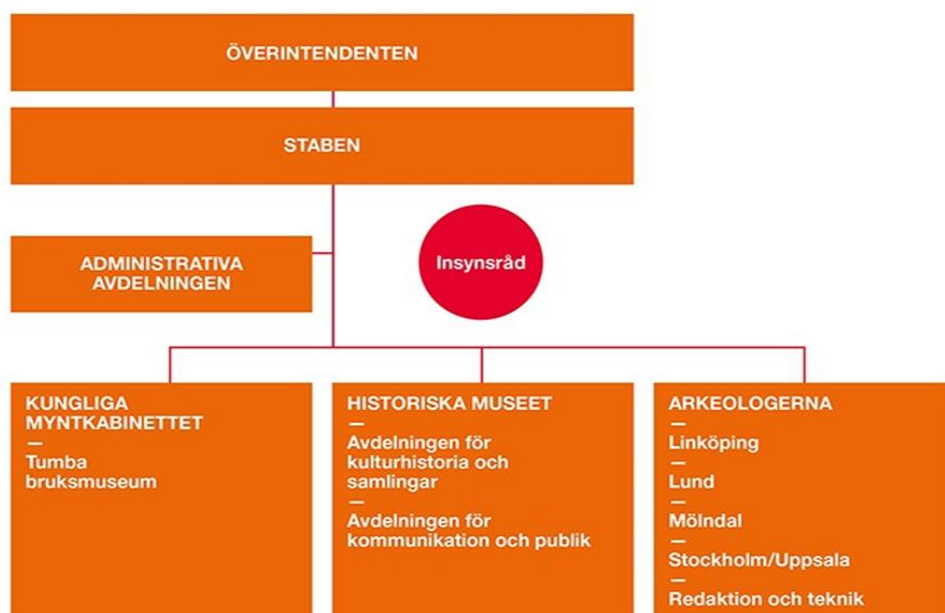 ÖVERINTENDENTEN
STABEN
ADMINISTRATIVA
AVDELNINGEN
Insynsråd
KUNGLIGA
MYNTKABINETTET
—
Tumba
bruksmuseum
HISTORISKA MUSEET
—
Avdelningen för
kulturhistoria och
samlingar
—
Avdelningen för
kommunikation och publik
ARKEOLOGERNA
—
Linköping
—
Lund
—
Mölndal
—
Stockholm/Uppsala
—
Redaktion och teknik